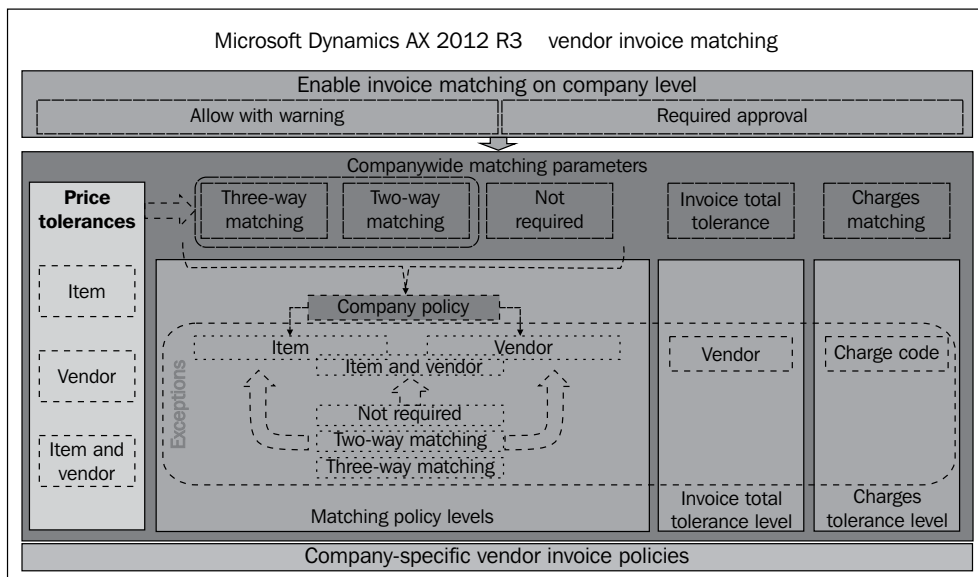 Microsoft Dynamics AX 2012 R3 vendor invoice matching
Enable invoice matching on company level
Allow with warning
Required approval
Companywide matching parameters
Price
tolerances
Three-way
matching
Two-way
matching
Not
required
Invoice total
tolerance
Charges
matching
Item
Vendor
Item and
vendor
Company policy
Exceptions
Item
Vendor
Item and vendor
Not required
Two-way matching
Three-way matching
Matching policy levels
Vendor
Invoice total
tolerance level
Charge code
Charges
tolerance level
Company-specific vendor invoice policies